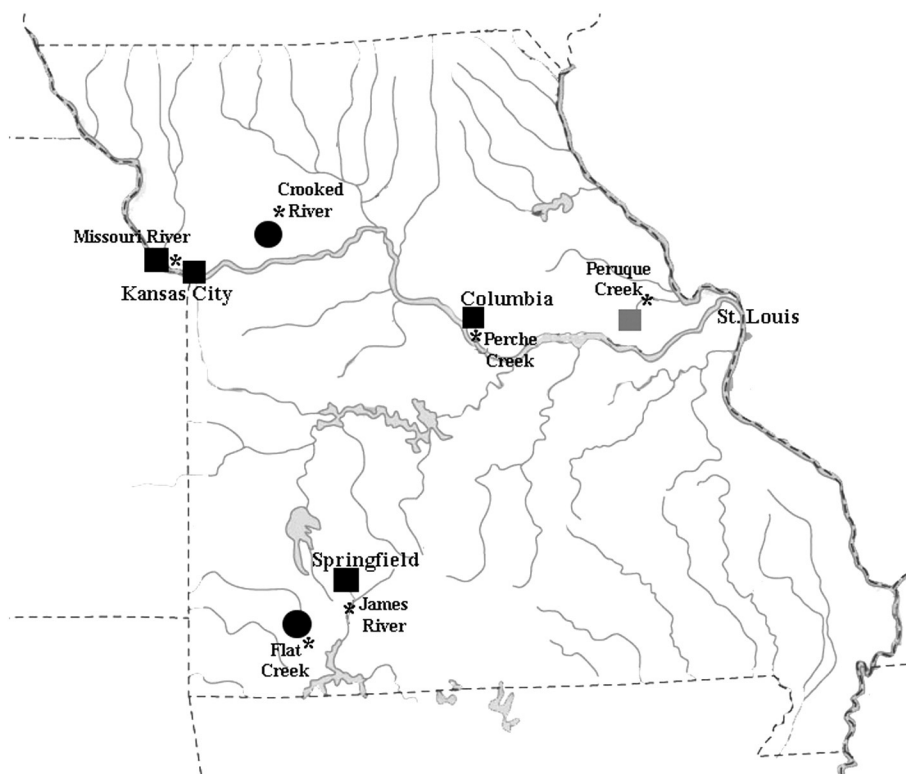 Crooked
River
Missouri River
Kansas City
Columbia
Perche
Creek
Peruque
Creek
St. Louis
Springfield
James
River
Flat
Creek